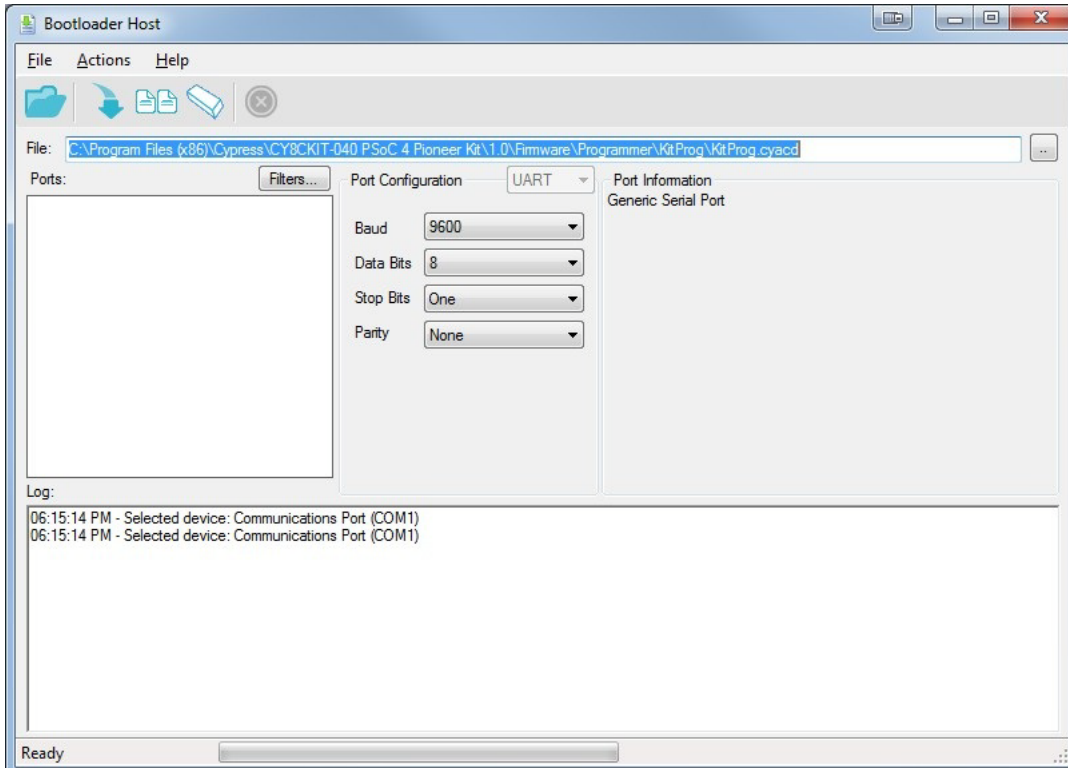 Bootloader Host
File Actions Help
File: C:\Program Files (x86)\Cypress\CY8CKIT-040 PSoC 4 Pioneer Kit\1.0\Firmware\Programmer\KitProg\KitProg.cyacd ..
Ports: Filters... Port Configuration UART Port Information
Generic Serial Port
Baud 9600
Data Bits 8
Stop Bits One
Parity None
Log:
06:15:14 PM - Selected device: Communications Port (COM1)
06:15:14 PM - Selected device: Communications Port (COM1)
Ready